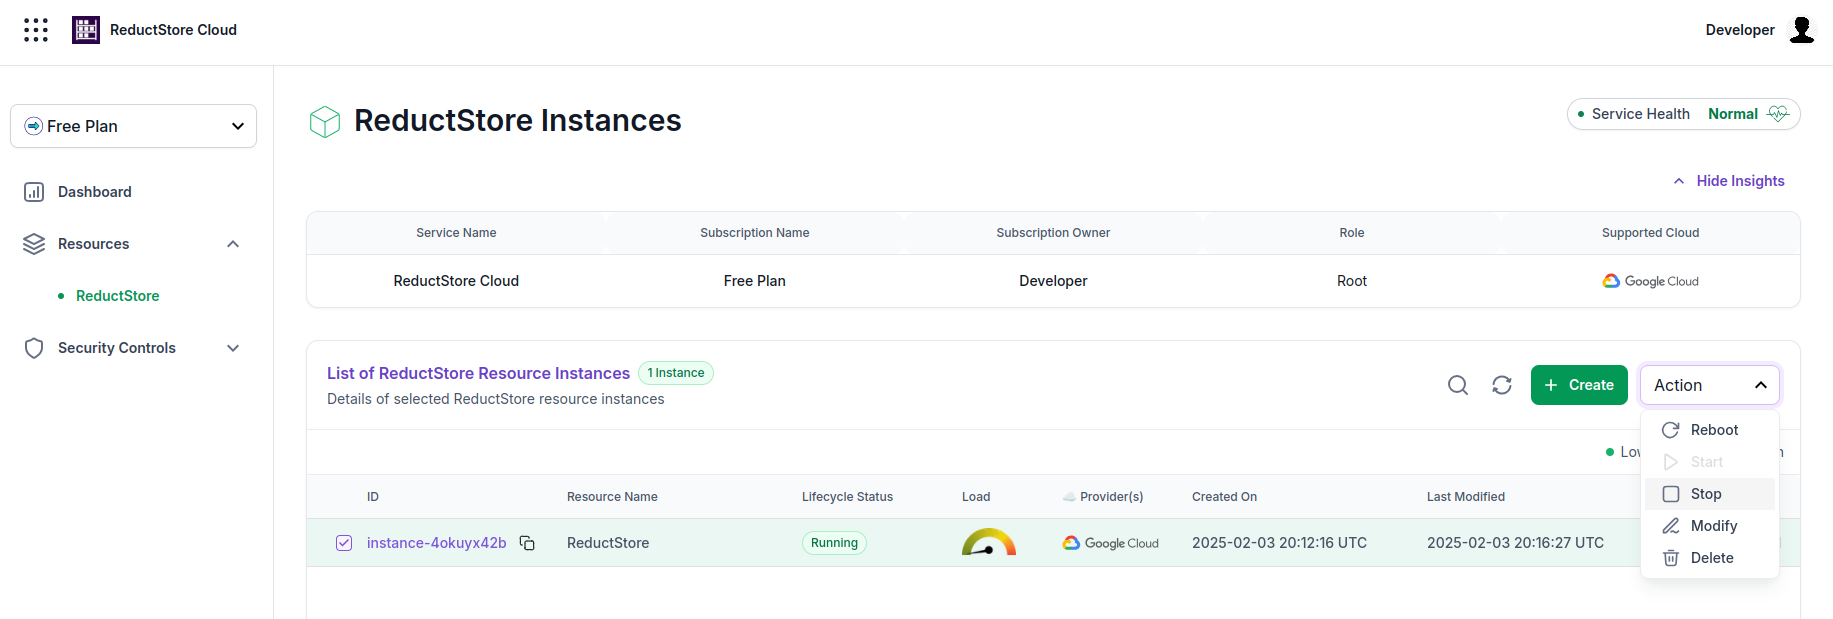 ReductStore Cloud
Developer
Free Plan
Dashboard
Resources
ReductStore
Security Controls
ReductStore Instances
Service Health Normal
Hide Insights
Service Name Subscription Name Subscription Owner Role Supported Cloud
ReductStore Cloud Free Plan Developer Root Google Cloud
List of ReductStore Resource Instances 1 Instance
Details of selected ReductStore resource instances
Create
Action
Reboot
Start
Stop
Modify
Delete
ID Resource Name Lifecycle Status Load Provider(s) Created On Last Modified
instance-4okuyx42b ReductStore Running Google Cloud 2025-02-03 20:12:16 UTC 2025-02-03 20:16:27 UTC